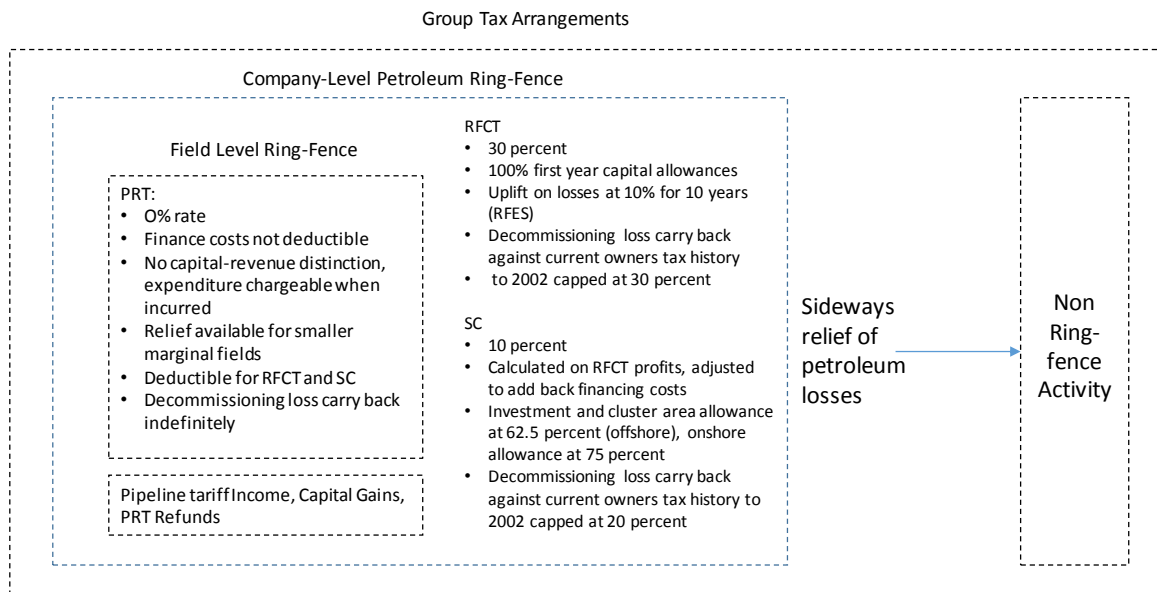 Group Tax Arrangements
Company-Level Petroleum Ring-Fence
Field Level Ring-Fence
PRT:
• O% rate
• Finance costs not deductible
• No capital-revenue distinction,
expenditure chargeable when
incurred
• Relief available for smaller
marginal fields
• Deductible for RFCT and SC
• Decommissioning loss carry back
indefinitely
Pipeline tariff Income, Capital Gains,
PRT Refunds
RFCT
• 30 percent
• 100% first year capital allowances
• Uplift on losses at 10% for 10 years
(RFES)
• Decommissioning loss carry back
against current owners tax history
• to 2002 capped at 30 percent
SC
• 10 percent
• Calculated on RFCT profits, adjusted
to add back financing costs
• Investment and cluster area allowance
at 62.5 percent (offshore), onshore
allowance at 75 percent
• Decommissioning loss carry back
against current owners tax history to
2002 capped at 20 percent
Sideways
relief of
petroleum
losses
Non
Ring-
fence
Activity